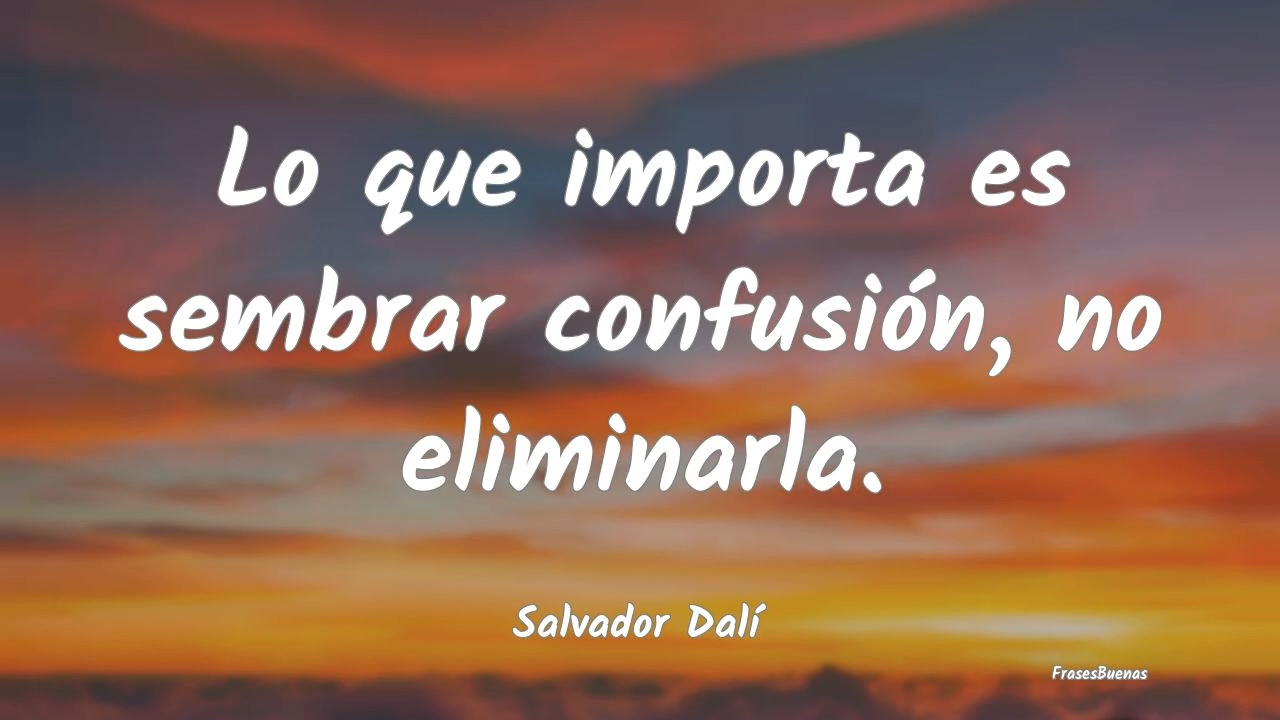 Lo que importa es
sembrar confusión, no
eliminarla.
Salvador Dalí
FrasesBuenas